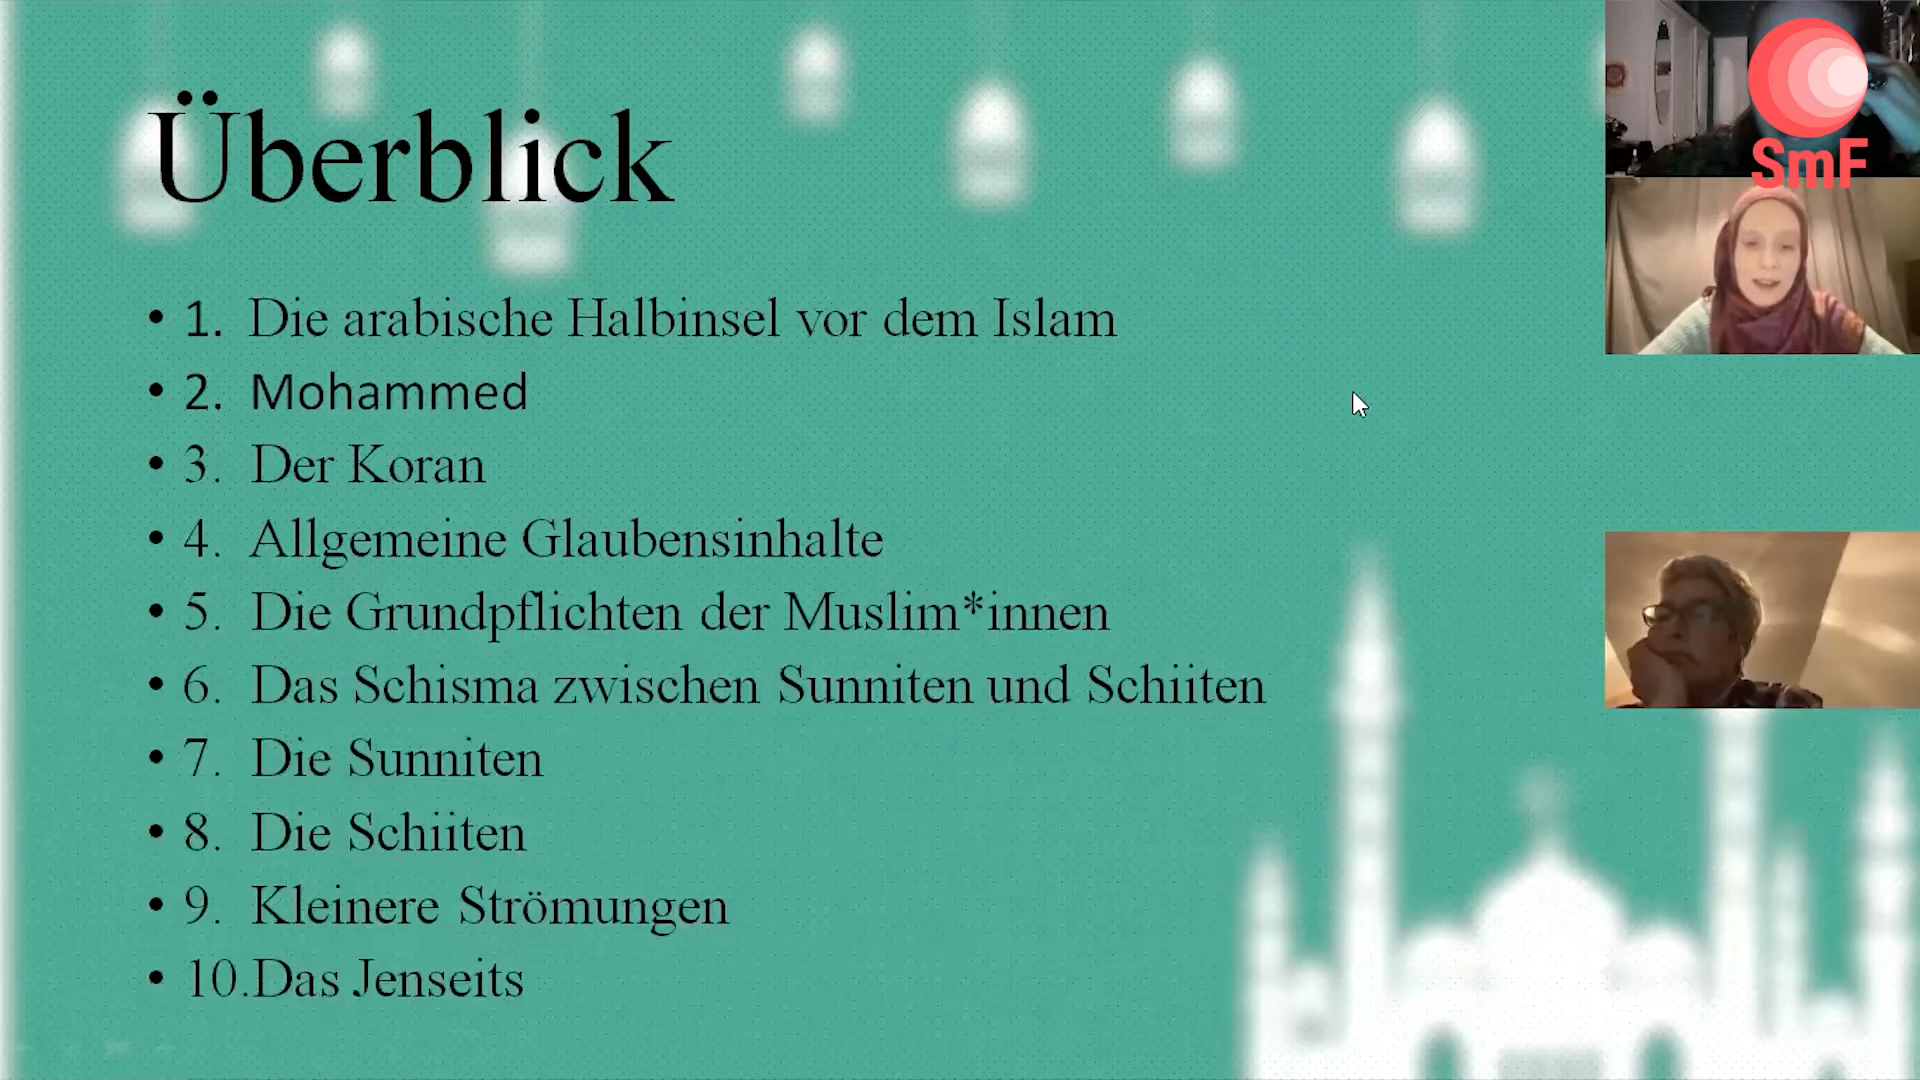 Überblick
• 1. Die arabische Halbinsel vor dem Islam
• 2. Mohammed
• 3. Der Koran
• 4. Allgemeine Glaubensinhalte
• 5. Die Grundpflichten der Muslim*innen
• 6. Das Schisma zwischen Sunniten und Schiiten
• 7. Die Sunniten
• 8. Die Schiiten
• 9. Kleinere Strömungen
• 10.Das Jenseits
SmF